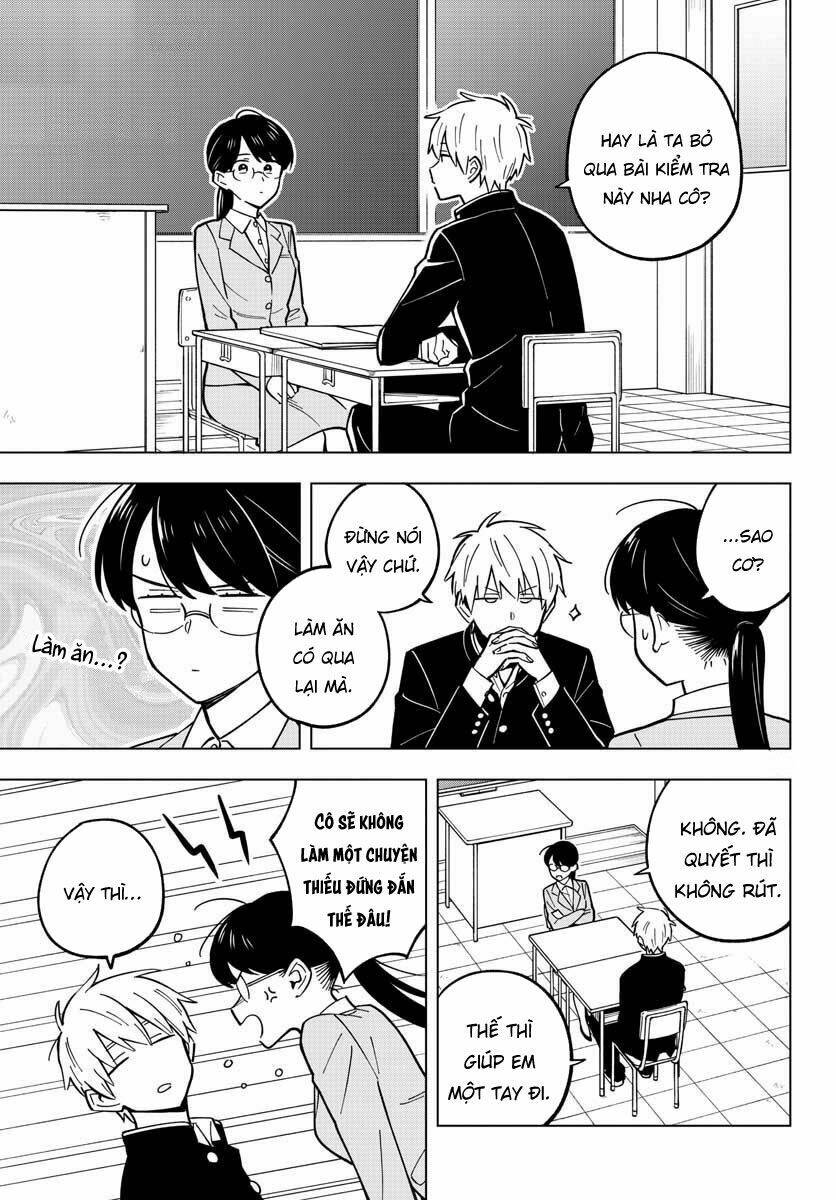 HAY LÀ TA BỎ
QUA BÀI KIỂM TRA
NÀY NHA CÔ?
...SAO
CƠ?
ĐỪNG NÓI
VẬY CHỨ.
LÀM ĂN
CÓ QUA
LẠI MÀ.
Làm ăn...?
KHÔNG. ĐÃ
QUYẾT THÌ
KHÔNG RÚT.
THẾ THÌ
GIÚP EM
MỘT TAY ĐI.
CÔ SẼ KHÔNG
LÀM MỘT CHUYỆN
THIẾU ĐỨNG ĐẮN
THẾ ĐÂU!
VẬY THÌ...